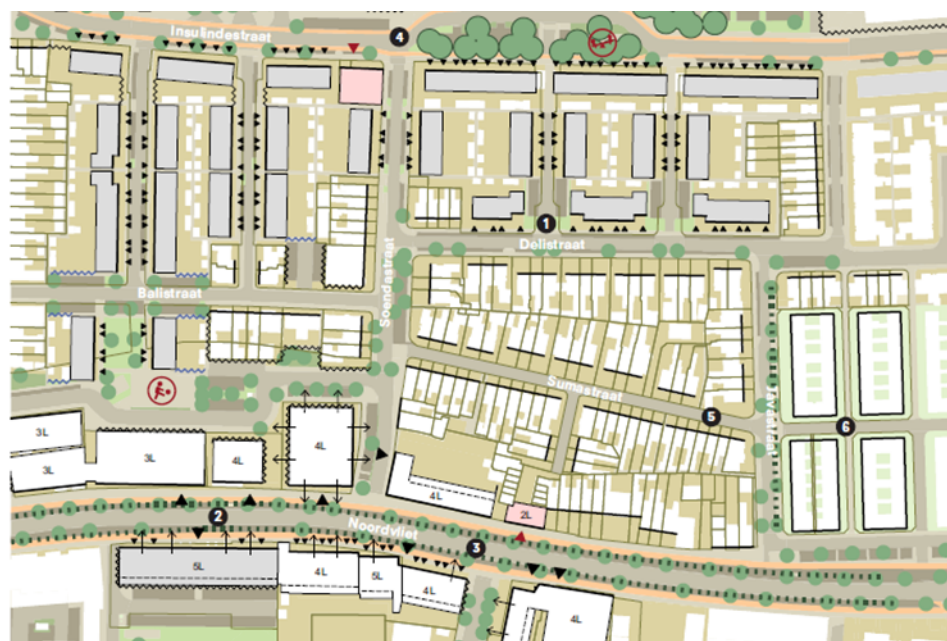 Insulindestraat
4
1
Delistraat
Soendastraat
Balistraat
Sumastraat
5
Javastraat
6
3L
4L
3L
3L
4L
4L
2L
2
Noordvliet
3
5L
4L
5L
4L
4L